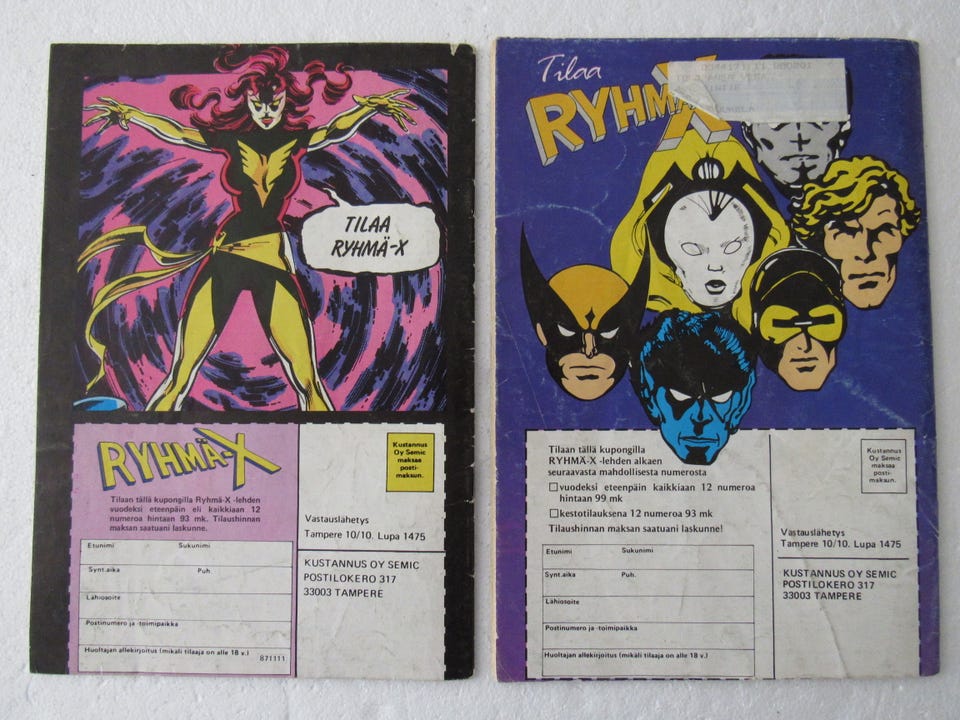 TILAA
RYHMÄ-X
RYHMÄ-X
Tilaan tällä kupongilla Ryhmä-X -lehden
vuodeksi eteenpäin eli kaikkiaan 12
numeroa hintaan 93 mk. Tilaushinnan
maksan saatuani laskunne.
Etunimi Sukunimi
Synt.aika Puh
Lähiosoite
Postinumero ja -toimipaikka
Huoltajan allekirjoitus (mikäli tilaaja on alle 18 v.)
871111
Kustannus
Oy Semic
maksaa
posti-
maksun.
Vastauslähetys
Tampere 10/10. Lupa 1475
KUSTANNUS OY SEMIC
POSTILOKERO 317
33003 TAMPERE
Tilaa
RYHMÄ-X
Tilaan tällä kupongilla
RYHMÄ-X -lehden alkaen
seuraavasta mahdollisesta numerosta
vuodeksi eteenpäin kaikkiaan 12 numeroa
hintaan 99 mk
kestotilauksena 12 numeroa 93 mk
Tilaushinnan maksan saatuani laskunne!
Etunimi Sukunimi
Synt.aika Puh.
Lähiosoite
Postinumero ja -toimipaikka
Huoltajan allekirjoitus (mikäli tilaaja on alle 18 v.)
Kustannus
Oy Semic
maksaa
posti-
maksun.
Vastauslähetys
Tampere 10/10. Lupa 1475
KUSTANNUS OY SEMIC
POSTILOKERO 317
33003 TAMPERE